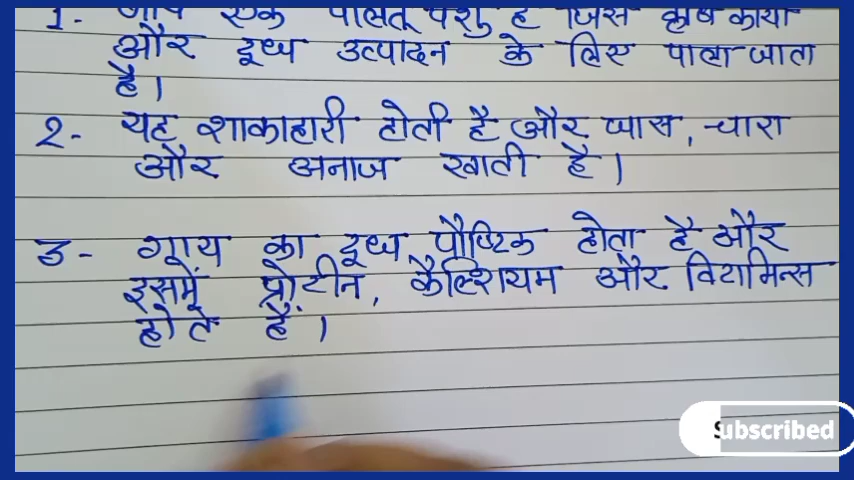 1- गाय एक पालतू पशु है जिसे कृषि कार्यों
और दूध उत्पादन के लिए पाला जाता
है।
2- यह शाकाहारी होती है और घास, चारा
और अनाज खाती है।
3- गाय का दूध पौष्टिक होता है और
इसमें प्रोटीन, कैल्शियम और विटामिन्स
होते हैं।
Subscribed